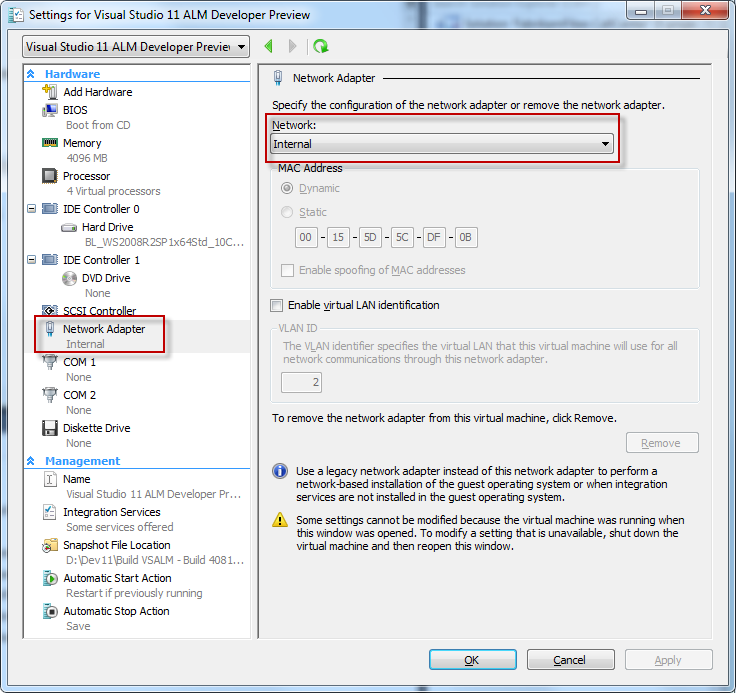 Settings for Visual Studio 11 ALM Developer Preview
Visual Studio 11 ALM Developer Previe
Hardware
Add Hardware
BIOS
Boot from CD
Memory
4096 MB
Processor
4 Virtual processors
IDE Controller 0
Hard Drive
BL_WS2008R2SP1x64Std_10C...
IDE Controller 1
DVD Drive
None
SCSI Controller
Network Adapter
Internal
COM 1
None
COM 2
None
Diskette Drive
None
Management
Name
Visual Studio 11 ALM Developer Pr...
Integration Services
Some services offered
Snapshot File Location
D:\Dev11\Build VSALM - Build 4081...
Automatic Start Action
Restart if previously running
Automatic Stop Action
Save
Network Adapter
Specify the configuration of the network adapter or remove the network adapter.
Network:
Internal
MAC Address
Dynamic
Static
00 - 15 - 5D - 5C - DF - 0B
Enable spoofing of MAC addresses
Enable virtual LAN identification
VLAN ID
The VLAN identifier specifies the virtual LAN that this virtual machine will use for all
network communications through this network adapter.
2
To remove the network adapter from this virtual machine, click Remove.
Remove
Use a legacy network adapter instead of this network adapter to perform a
network-based installation of the guest operating system or when integration
services are not installed in the guest operating system.
Some settings cannot be modified because the virtual machine was running when
this window was opened. To modify a setting that is unavailable, shut down the
virtual machine and then reopen this window.
OK
Cancel
Apply